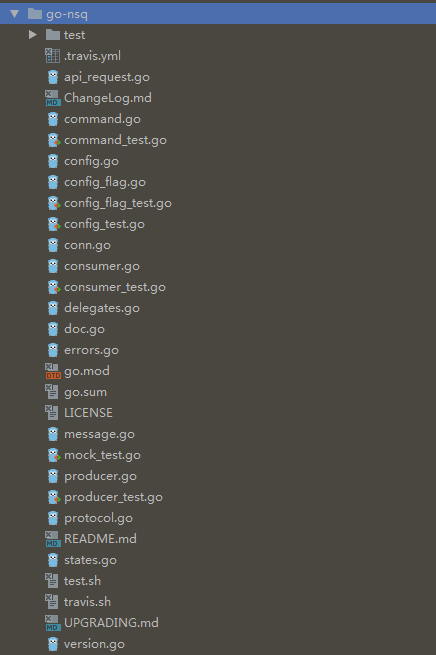 go-nsq
test
.travis.yml
api_request.go
ChangeLog.md
command.go
command_test.go
config.go
config_flag.go
config_flag_test.go
config_test.go
conn.go
consumer.go
consumer_test.go
delegates.go
doc.go
errors.go
go.mod
go.sum
LICENSE
message.go
mock_test.go
producer.go
producer_test.go
protocol.go
README.md
states.go
test.sh
travis.sh
UPGRADING.md
version.go